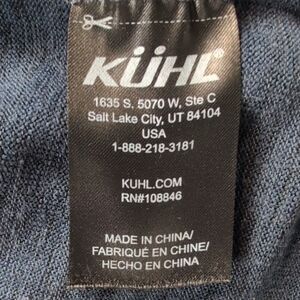 KÜHL®
1635 S. 5070 W, Ste C
Salt Lake City, UT 84104
USA
1-888-218-3181
KUHL.COM
RN#108846
MADE IN CHINA/
FABRIQUÉ EN CHINE/
HECHO EN CHINA